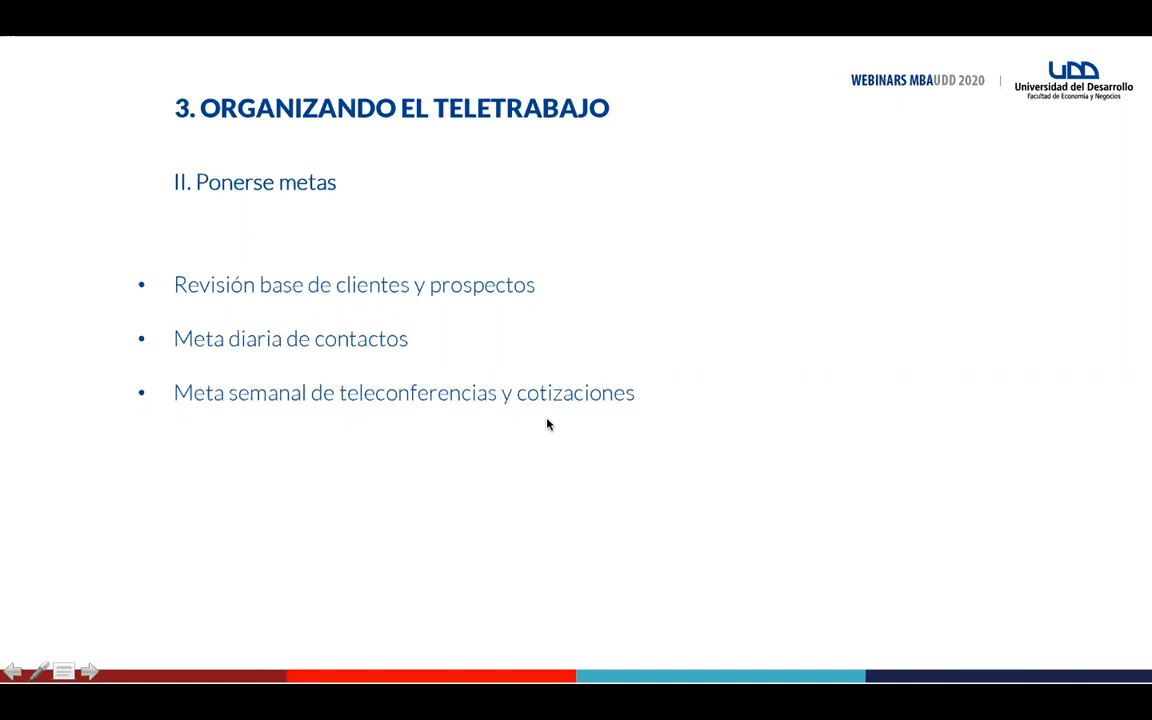 WEBINARS MBAUDD 2020 |
UDD
Universidad del Desarrollo
Facultad de Economía y Negocios
3. ORGANIZANDO EL TELETRABAJO
II. Ponerse metas
• Revisión base de clientes y prospectos
• Meta diaria de contactos
• Meta semanal de teleconferencias y cotizaciones